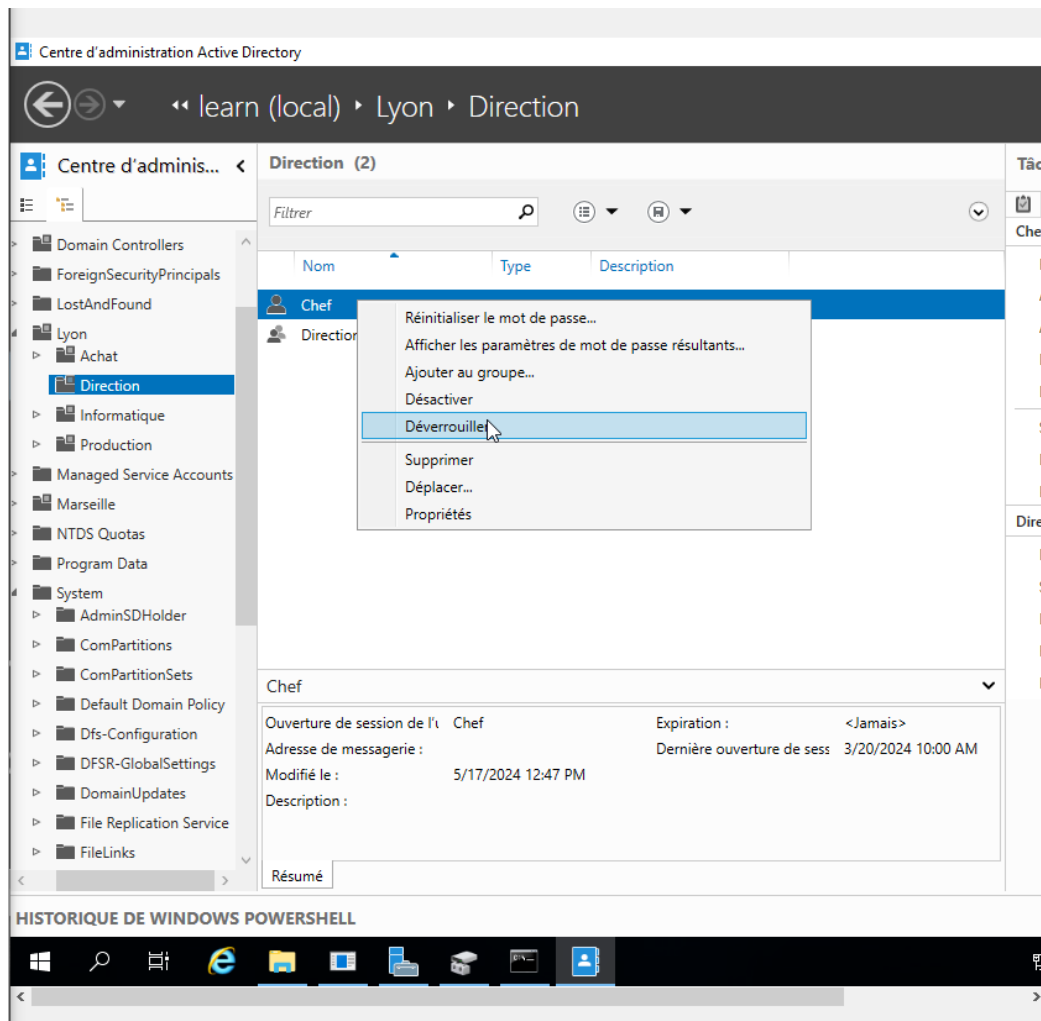 Centre d'administration Active Directory
learn (local) Lyon Direction
Centre d'adminis...
Direction (2)
Filtrer
Nom Type Description
Domain Controllers
ForeignSecurityPrincipals
LostAndFound
Lyon
Achat
Direction
Informatique
Production
Managed Service Accounts
Marseille
NTDS Quotas
Program Data
System
AdminSDHolder
ComPartitions
ComPartitionSets
Default Domain Policy
Dfs-Configuration
DFSR-GlobalSettings
DomainUpdates
File Replication Service
FileLinks
Chef
Direction
Réinitialiser le mot de passe...
Afficher les paramètres de mot de passe résultants...
Ajouter au groupe...
Désactiver
Déverrouiller
Supprimer
Déplacer...
Propriétés
Chef
Ouverture de session de l'u Chef Expiration : <Jamais>
Adresse de messagerie : Dernière ouverture de sess 3/20/2024 10:00 AM
Modifié le : 5/17/2024 12:47 PM
Description :
Résumé
Tâc
Che
Dire
HISTORIQUE DE WINDOWS POWERSHELL